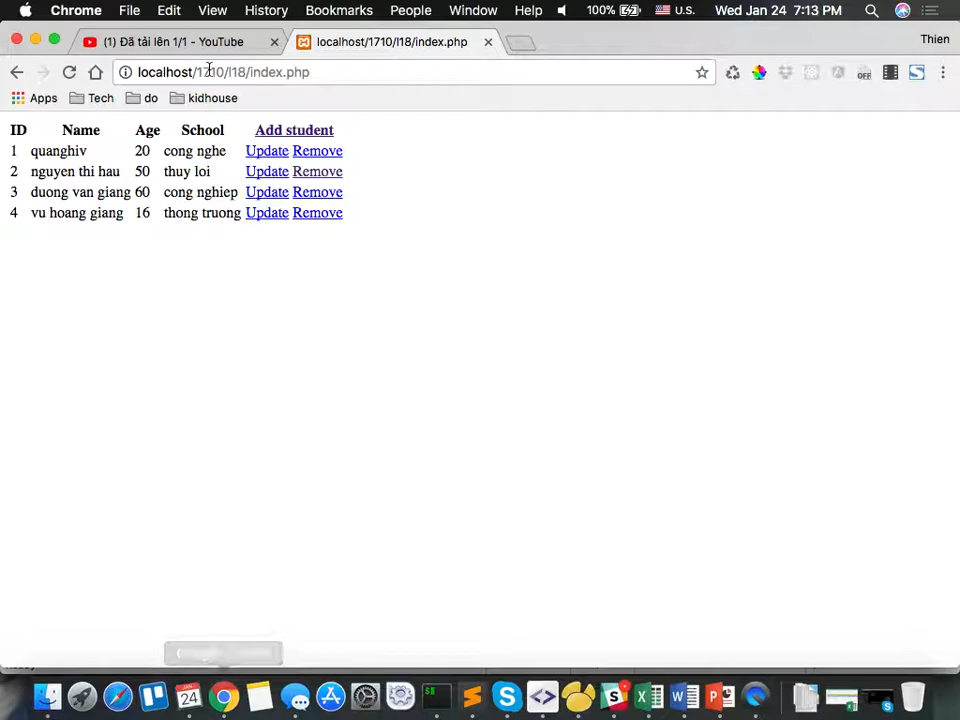 Chrome File Edit View History Bookmarks People Window Help 100% U.S. Wed Jan 24 7:13 PM
(1) Đã tải lên 1/1 - YouTube localhost/1710/l18/index.php Thien
localhost/1710/l18/index.php OFF
Apps Tech do kidhouse
ID Name Age School Add student
1 quanghiv 20 cong nghe Update Remove
2 nguyen thi hau 50 thuy loi Update Remove
3 duong van giang 60 cong nghiep Update Remove
4 vu hoang giang 16 thong truong Update Remove
24